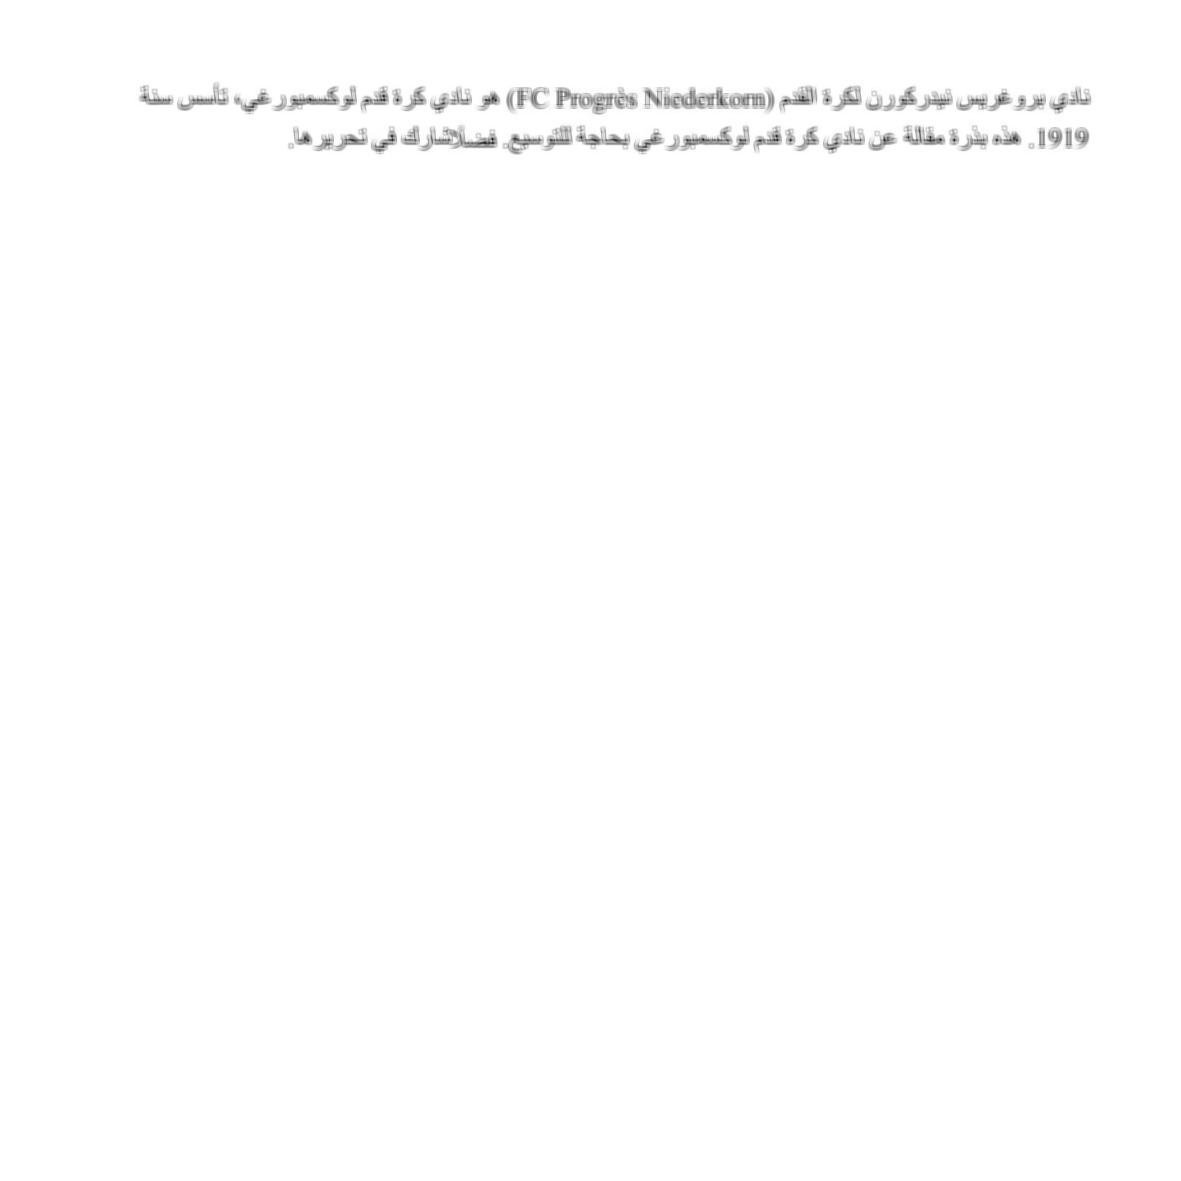 نادي بروغريس نيدركورن لكرة القدم (FC Progrès Niederkorn) هو نادي كرة قدم لوكسمبورغي، تأسس سنة
1919. هذه بذرة مقالة عن نادي كرة قدم لوكسمبورغي بحاجة للتوسيع. فضلًاشارك في تحريرها.